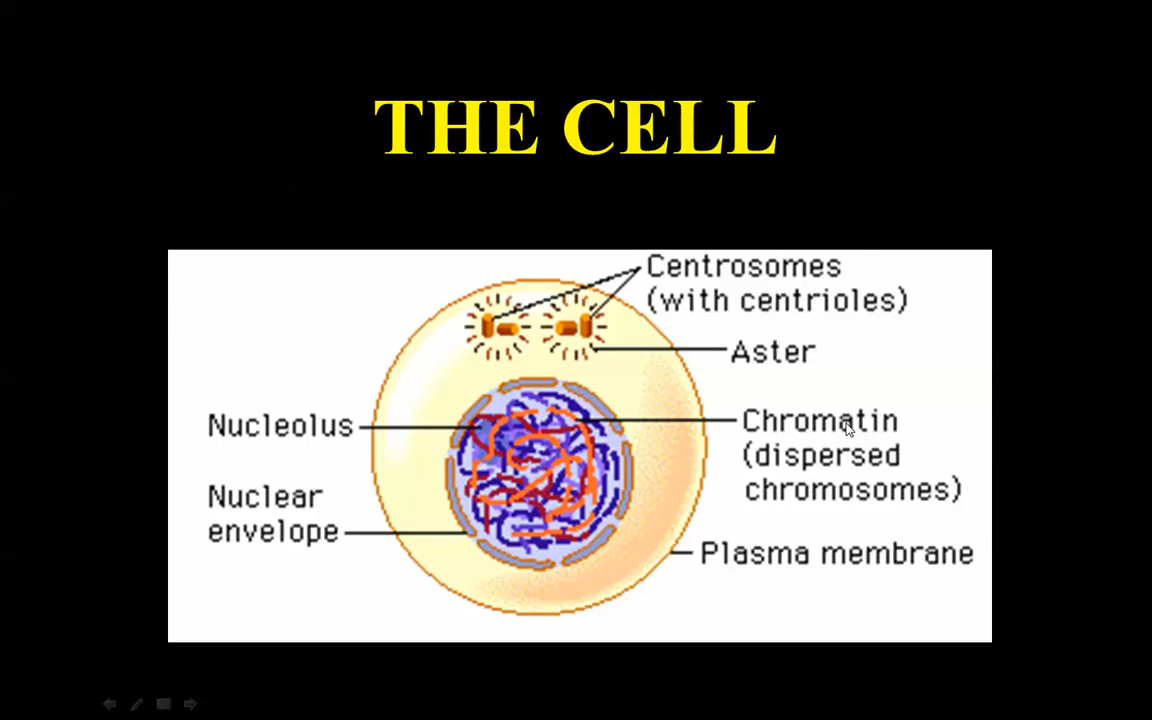 THE CELL
Centrosomes
(with centrioles)
Aster
Nucleolus
Chromatin
(dispersed
chromosomes)
Nuclear
envelope
Plasma membrane